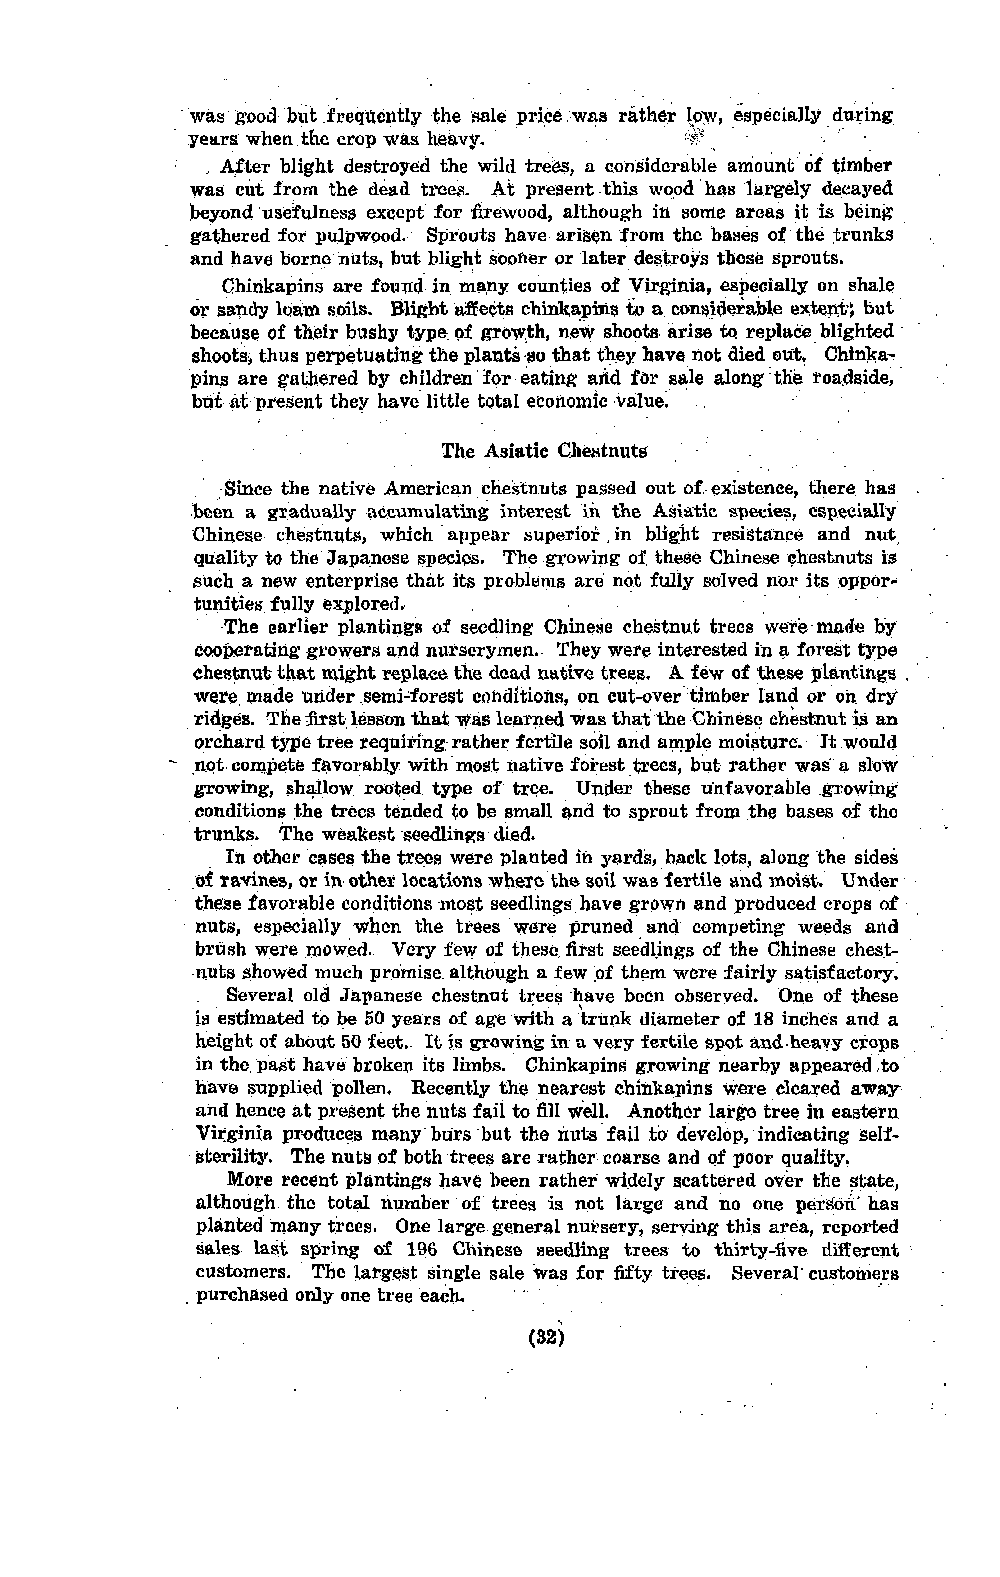 was good but frequently the sale price was rather low, especially during
years when the crop was heavy.
After blight destroyed the wild trees, a considerable amount of timber
was cut from the dead trees. At present this wood has largely decayed
beyond usefulness except for firewood, although in some areas it is being
gathered for pulpwood. Sprouts have arisen from the bases of the trunks
and have borne nuts, but blight sooner or later destroys these sprouts.
Chinkapins are found in many counties of Virginia, especially on shale
or sandy loam soils. Blight affects chinkapins to a considerable extent; but
because of their bushy type of growth, new shoots arise to replace blighted
shoots, thus perpetuating the plants so that they have not died out. Chinka-
pins are gathered by children for eating and for sale along the roadside,
but at present they have little total economic value.
The Asiatic Chestnuts
Since the native American chestnuts passed out of existence, there has
been a gradually accumulating interest in the Asiatic species, especially
Chinese chestnuts, which appear superior in blight resistance and nut
quality to the Japanese species. The growing of these Chinese chestnuts is
such a new enterprise that its problems are not fully solved nor its oppor-
tunities fully explored.
The earlier plantings of seedling Chinese chestnut trees were made by
cooperating growers and nurserymen. They were interested in a forest type
chestnut that might replace the dead native trees. A few of these plantings
were made under semi-forest conditions, on cut-over timber land or on dry
ridges. The first lesson that was learned was that the Chinese chestnut is an
orchard type tree requiring rather fertile soil and ample moisture. It would
not compete favorably with most native forest trees, but rather was a slow
growing, shallow rooted type of tree. Under these unfavorable growing
conditions the trees tended to be small and to sprout from the bases of the
trunks. The weakest seedlings died.
In other cases the trees were planted in yards, back lots, along the sides
of ravines, or in other locations where the soil was fertile and moist. Under
these favorable conditions most seedlings have grown and produced crops of
nuts, especially when the trees were pruned and competing weeds and
brush were mowed. Very few of these first seedlings of the Chinese chest-
nuts showed much promise although a few of them were fairly satisfactory.
Several old Japanese chestnut trees have been observed. One of these
is estimated to be 50 years of age with a trunk diameter of 18 inches and a
height of about 50 feet. It is growing in a very fertile spot and heavy crops
in the past have broken its limbs. Chinkapins growing nearby appeared to
have supplied pollen. Recently the nearest chinkapins were cleared away
and hence at present the nuts fail to fill well. Another large tree in eastern
Virginia produces many burs but the nuts fail to develop, indicating self-
sterility. The nuts of both trees are rather coarse and of poor quality.
More recent plantings have been rather widely scattered over the state,
although the total number of trees is not large and no one person has
planted many trees. One large general nursery, serving this area, reported
sales last spring of 196 Chinese seedling trees to thirty-five different
customers. The largest single sale was for fifty trees. Several customers
purchased only one tree each.
(32)